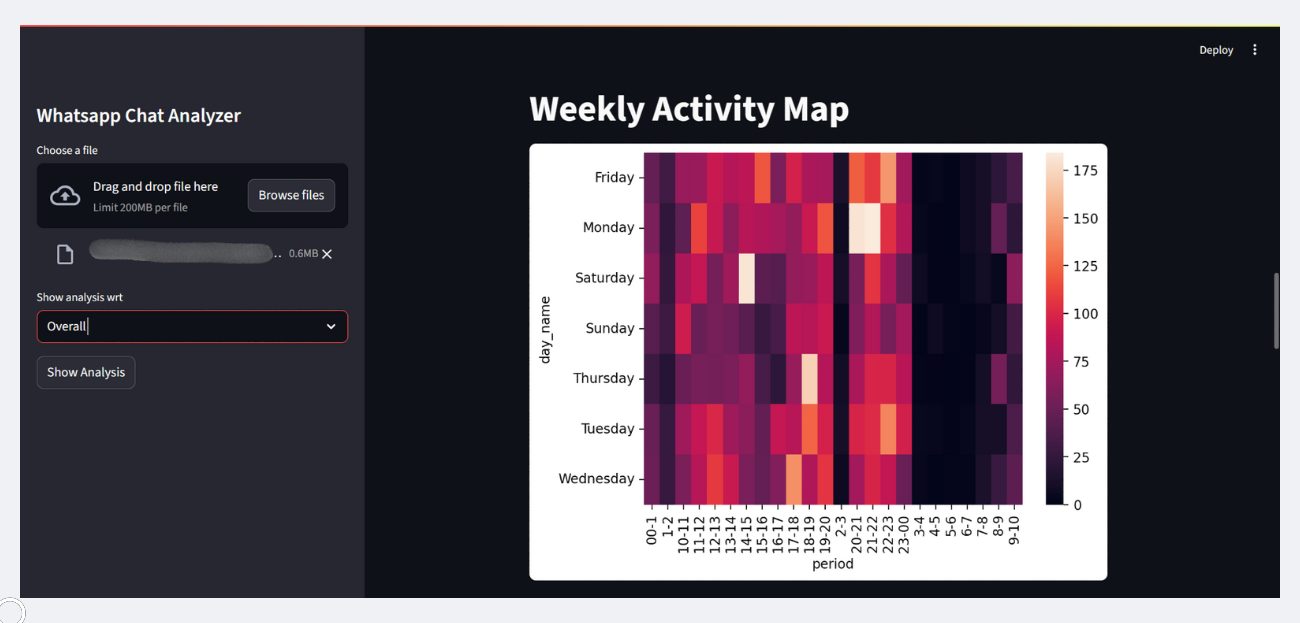 Deploy
Whatsapp Chat Analyzer
Choose a file
Drag and drop file here
Limit 200MB per file
Browse files
.. 0.6MB
Show analysis wrt
Overall
Show Analysis
Weekly Activity Map
day_name
Friday
Monday
Saturday
Sunday
Thursday
Tuesday
Wednesday
00-1 1-2 10-11 11-12 12-13 13-14 14-15 15-16 16-17 17-18 18-19 19-20 2-3 20-21 21-22 22-23 23-00 3-4 4-5 5-6 6-7 7-8 8-9 9-10
period
175
150
125
100
75
50
25
0